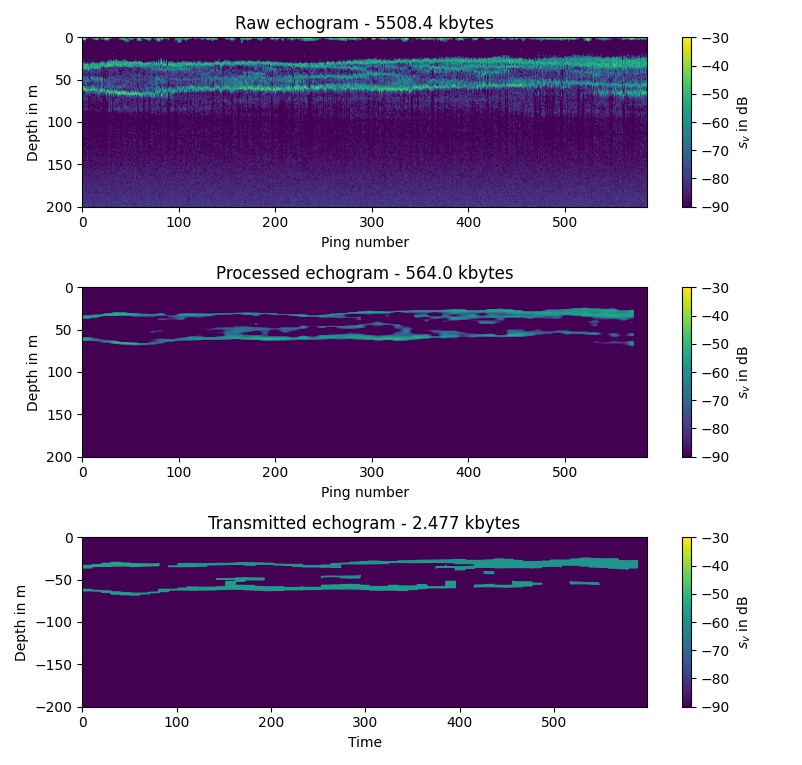 Raw echogram - 5508.4 kbytes
0
50
100
150
200
Depth in m
0 100 200 300 400 500
Ping number
−30
−40
−50
−60
−70
−80
−90
sv in dB
Processed echogram - 564.0 kbytes
0
50
100
150
200
Depth in m
0 100 200 300 400 500
Ping number
−30
−40
−50
−60
−70
−80
−90
sv in dB
Transmitted echogram - 2.477 kbytes
0
−50
−100
−150
−200
Depth in m
0 100 200 300 400 500
Time
−30
−40
−50
−60
−70
−80
−90
sv in dB